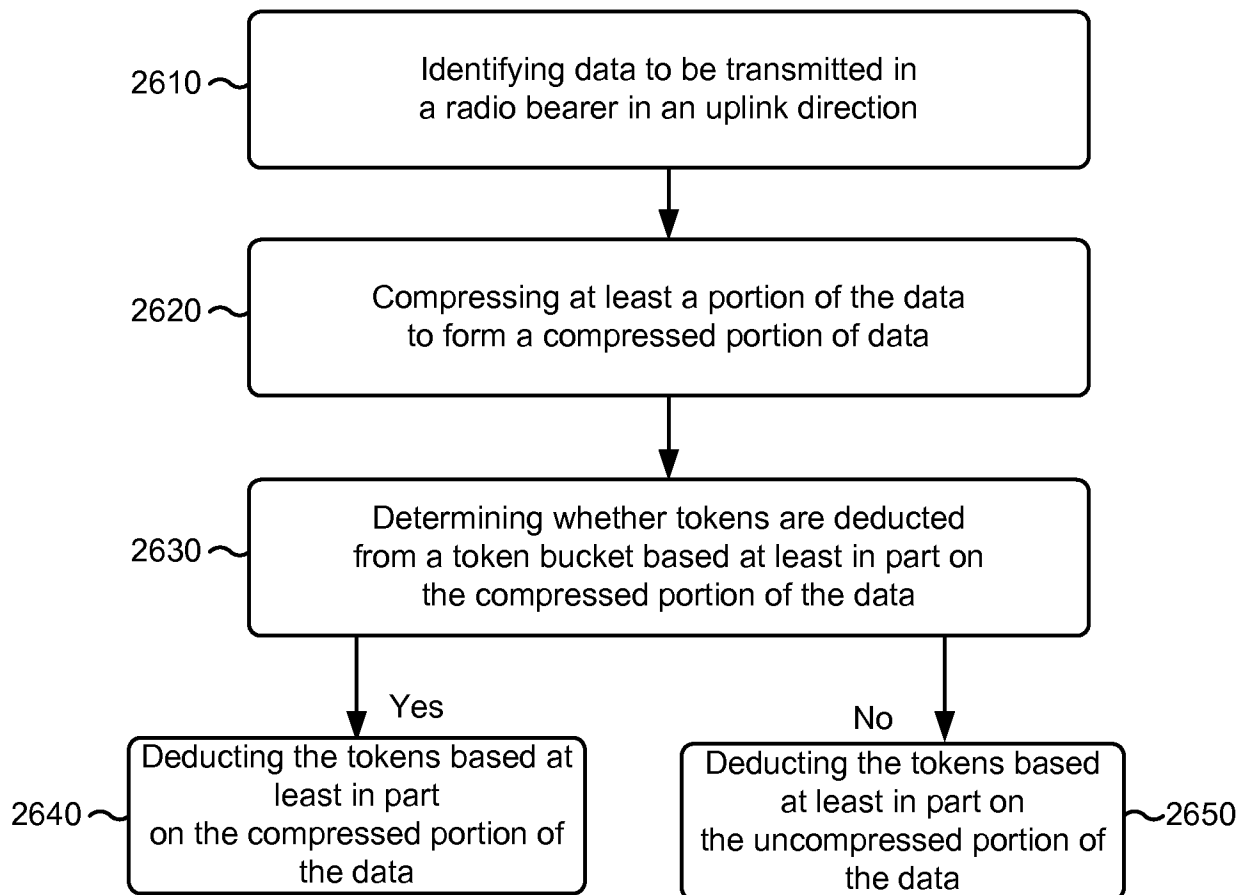 2610
Identifying data to be transmitted in
a radio bearer in an uplink direction
2620
Compressing at least a portion of the data
to form a compressed portion of data
2630
Determining whether tokens are deducted
from a token bucket based at least in part on
the compressed portion of the data
Yes
No
2640
Deducting the tokens based at
least in part
on the compressed portion of
the data
Deducting the tokens based
at least in part on
the uncompressed portion of
the data
2650